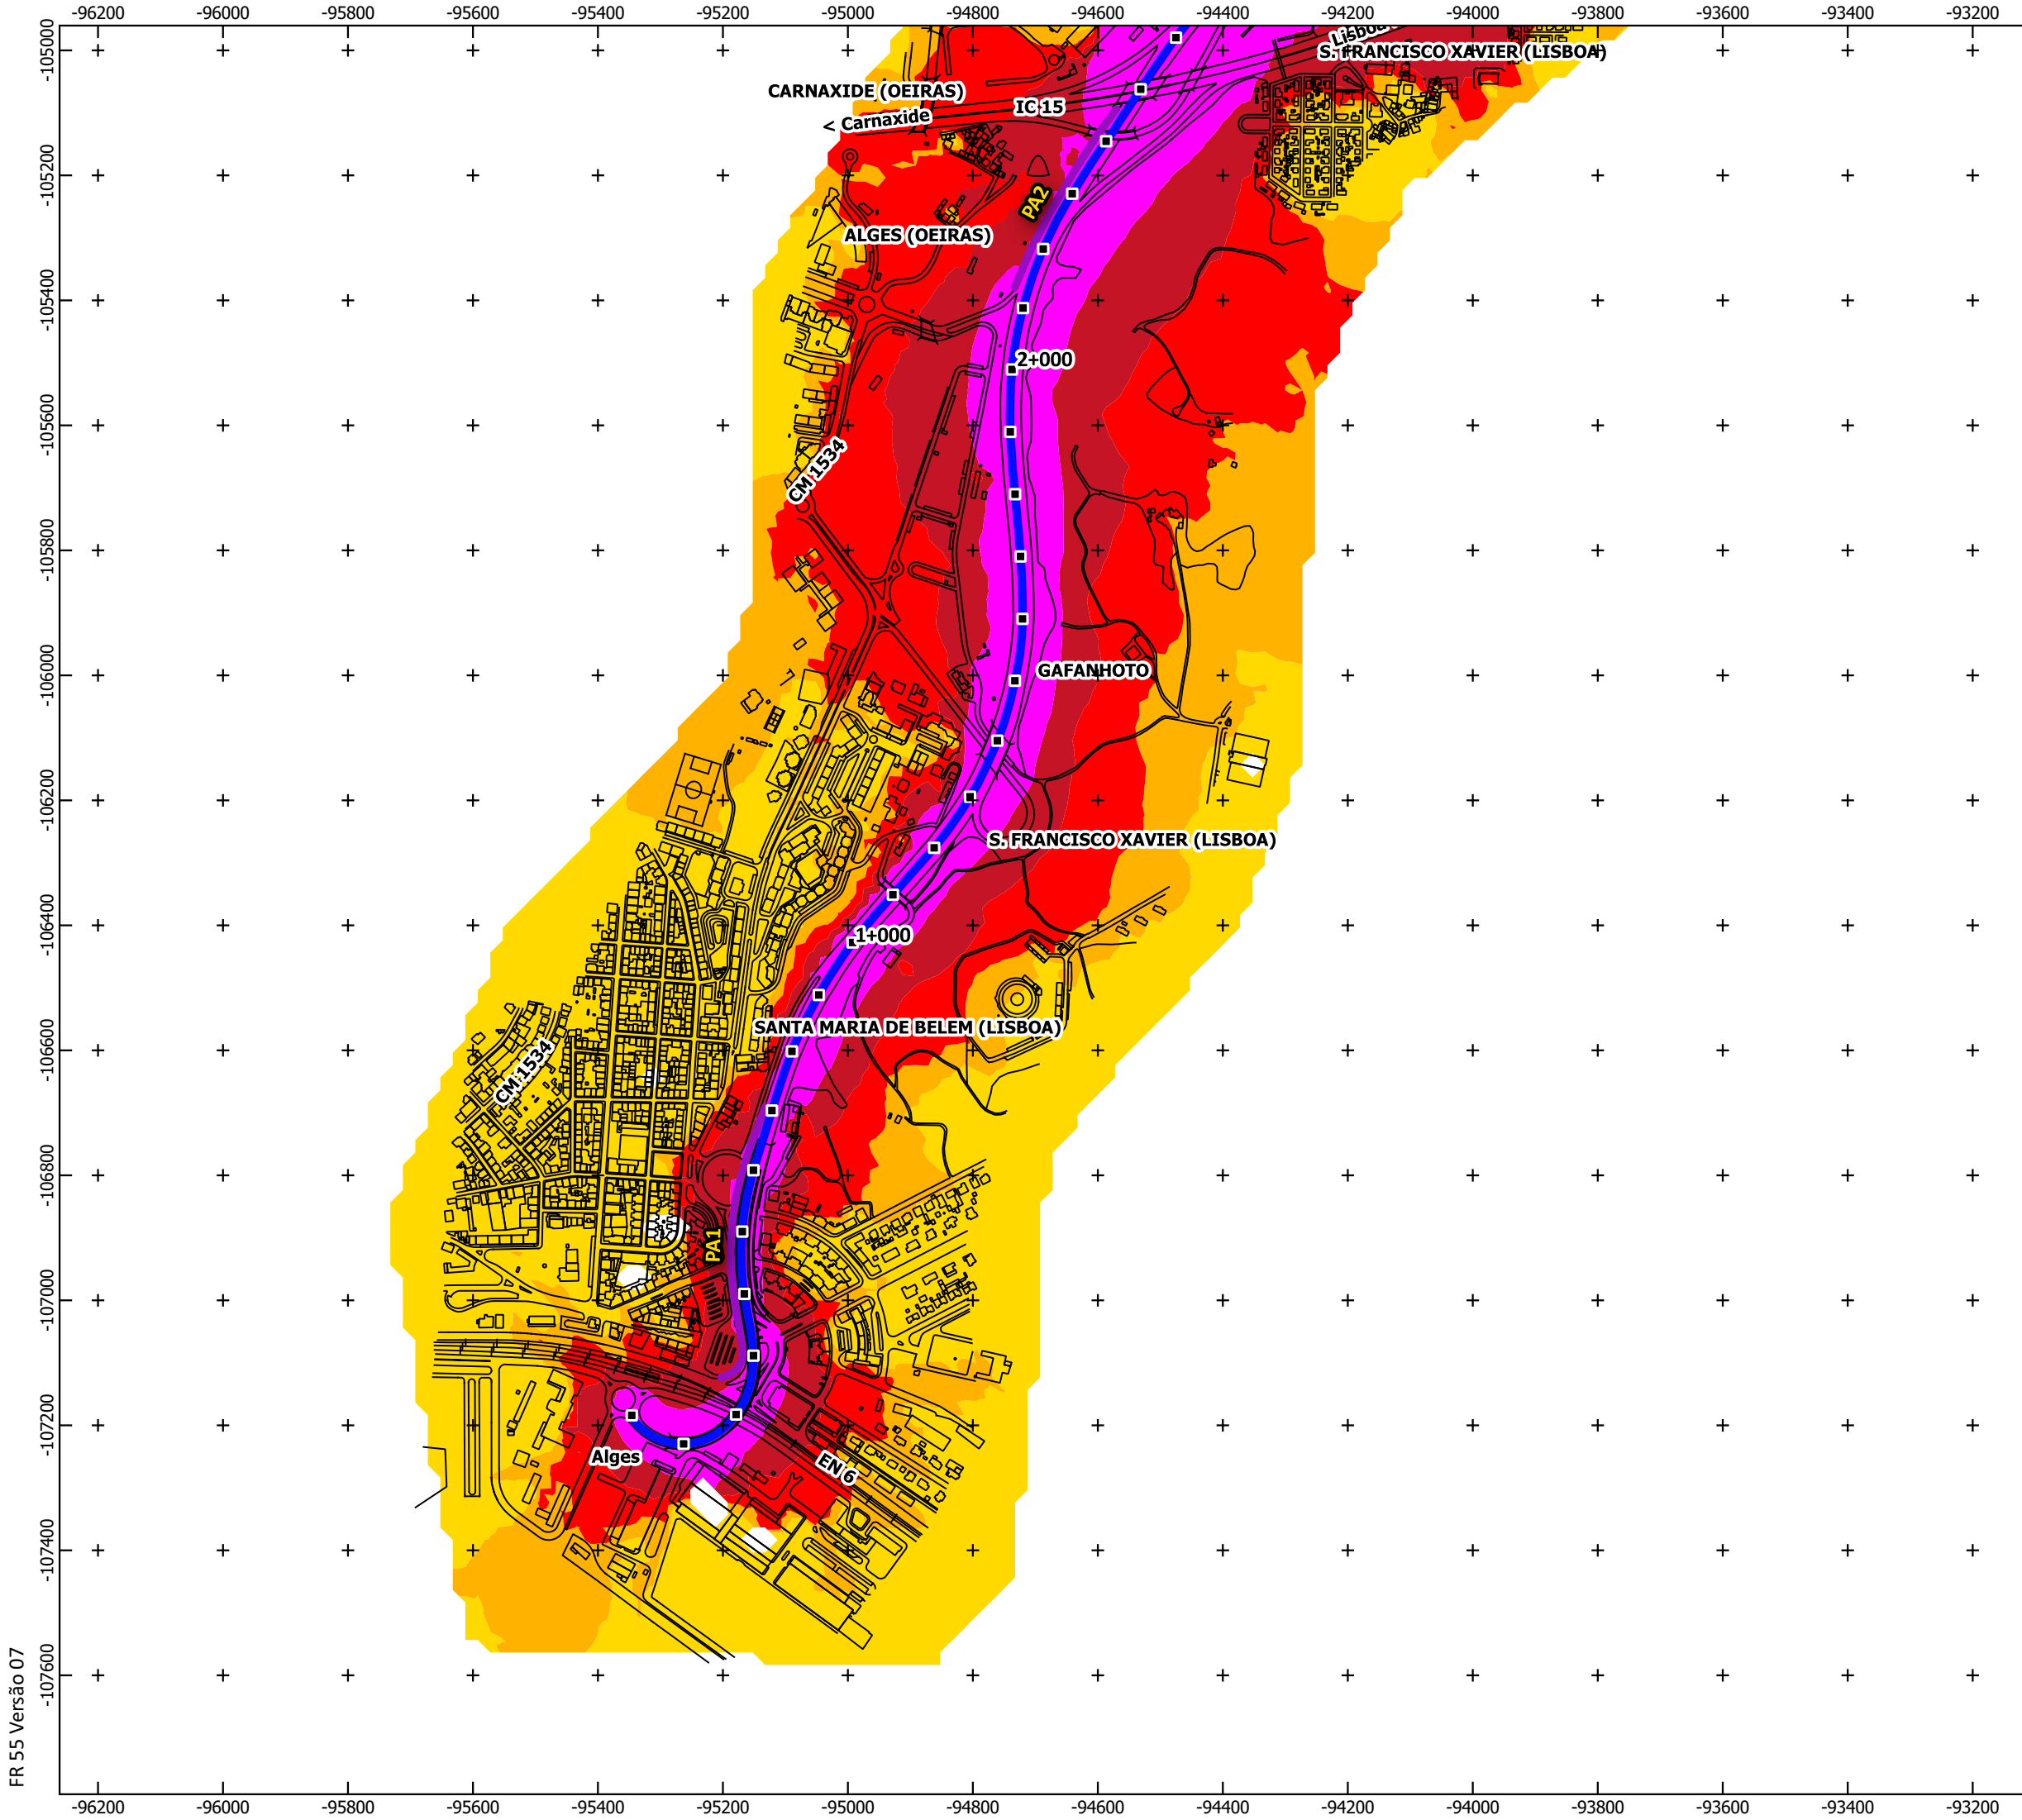 -96200 -96000 -95800 -95600 -95400 -95200 -95000 -94800 -94600 -94400 -94200 -94000 -93800 -93600 -93400 -93200
-105000
Lisboa
S. FRANCISCO XAVIER (LISBOA)
CARNAXIDE (OEIRAS)
IC 15
< Carnaxide
-105200
PA2
ALGES (OEIRAS)
-105400
2+000
CM 1534
-105600
-105800
-106000
GAFANHOTO
-106200
S. FRANCISCO XAVIER (LISBOA)
-106400
1+000
SANTA MARIA DE BELEM (LISBOA)
-106600
CM 1534
-106800
PA1
-107000
-107200
Alges
EN 6
-107400
-107600
FR 55 Versão 07
-96200 -96000 -95800 -95600 -95400 -95200 -95000 -94800 -94600 -94400 -94200 -94000 -93800 -93600 -93400 -93200